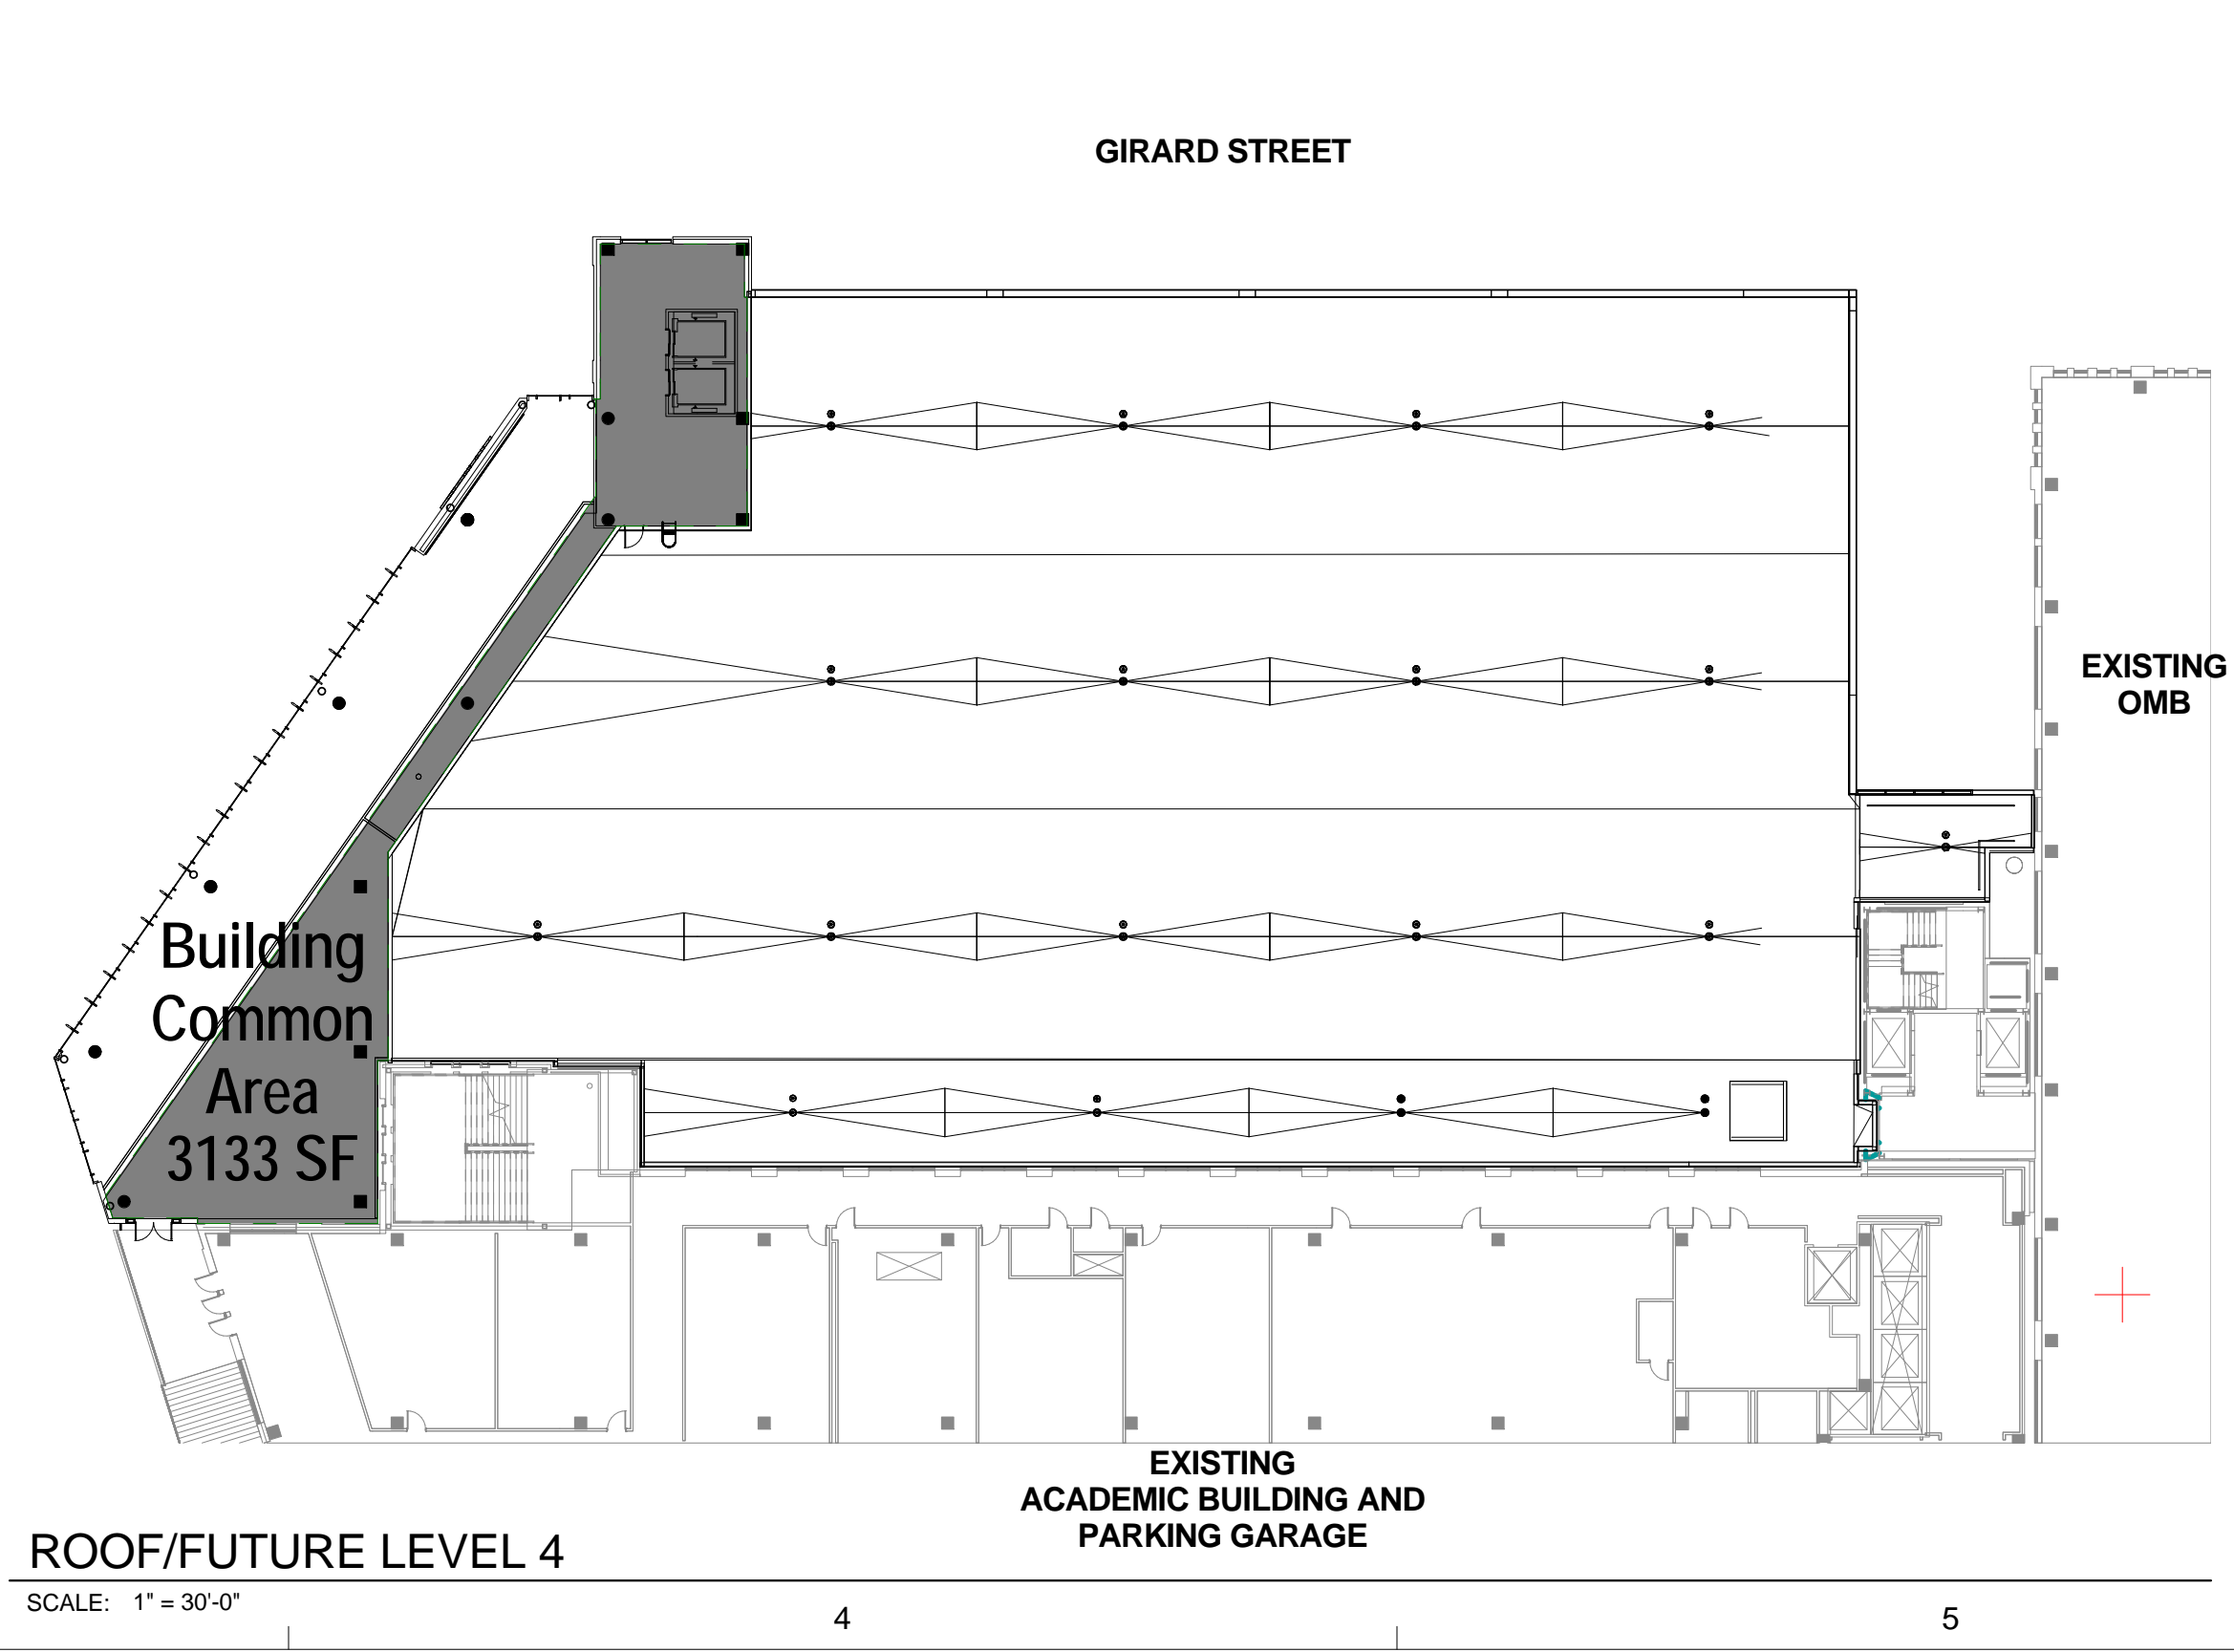 GIRARD STREET
EXISTING
OMB
Building
Common
Area
3133 SF
EXISTING
ACADEMIC BUILDING AND
PARKING GARAGE
ROOF/FUTURE LEVEL 4
SCALE: 1" = 30'-0"
4
5